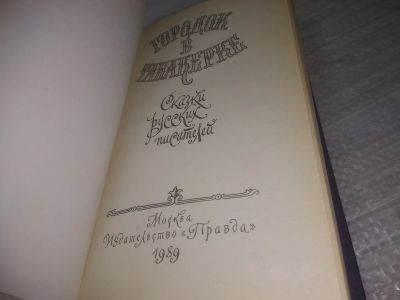 ГОРОДОК
В
ТАБАКЕРКЕ
Сказки
русских
писателей
Москва
Издательство «Правда»
1989